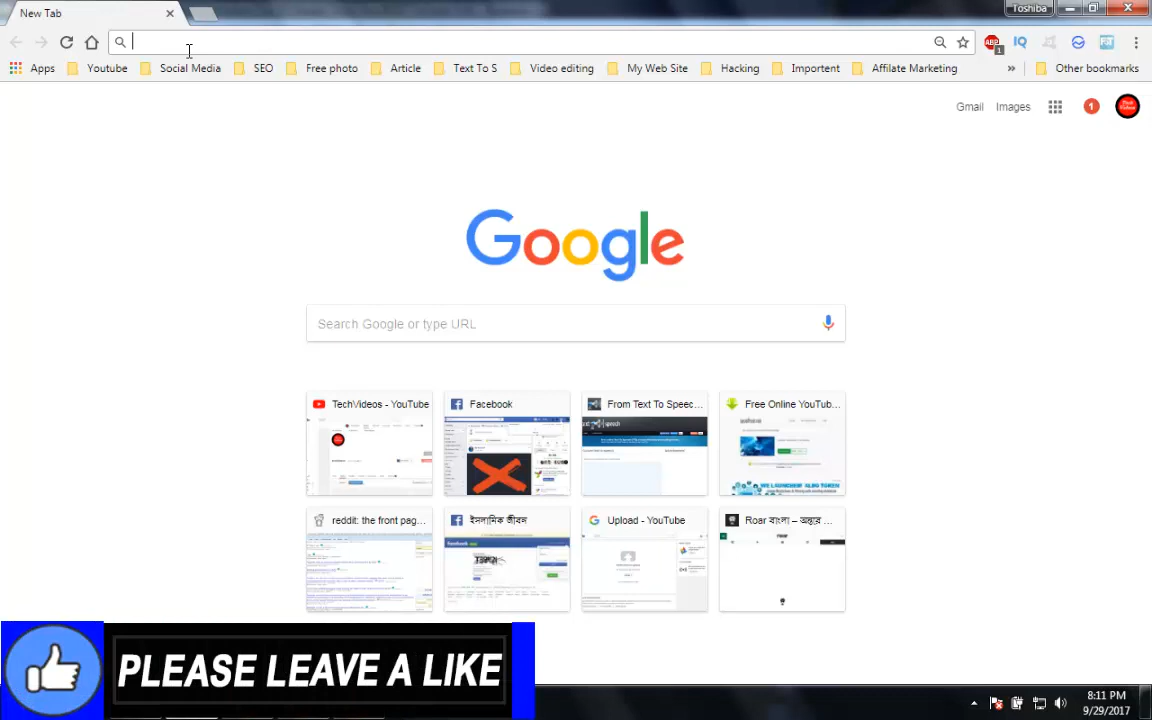 New Tab
Toshiba
Apps Youtube Social Media SEO Free photo Article Text To S Video editing My Web Site Hacking Importent Affilate Marketing » Other bookmarks
ABP 1
Gmail Images 1
Google
Search Google or type URL
TechVideos - YouTube Facebook From Text To Speec... Free Online YouTub...
reddit: the front pag... ইসলামিক জীবন Upload - YouTube Roar বাংলা – অন্তরে ...
PLEASE LEAVE A LIKE
8:11 PM
9/29/2017